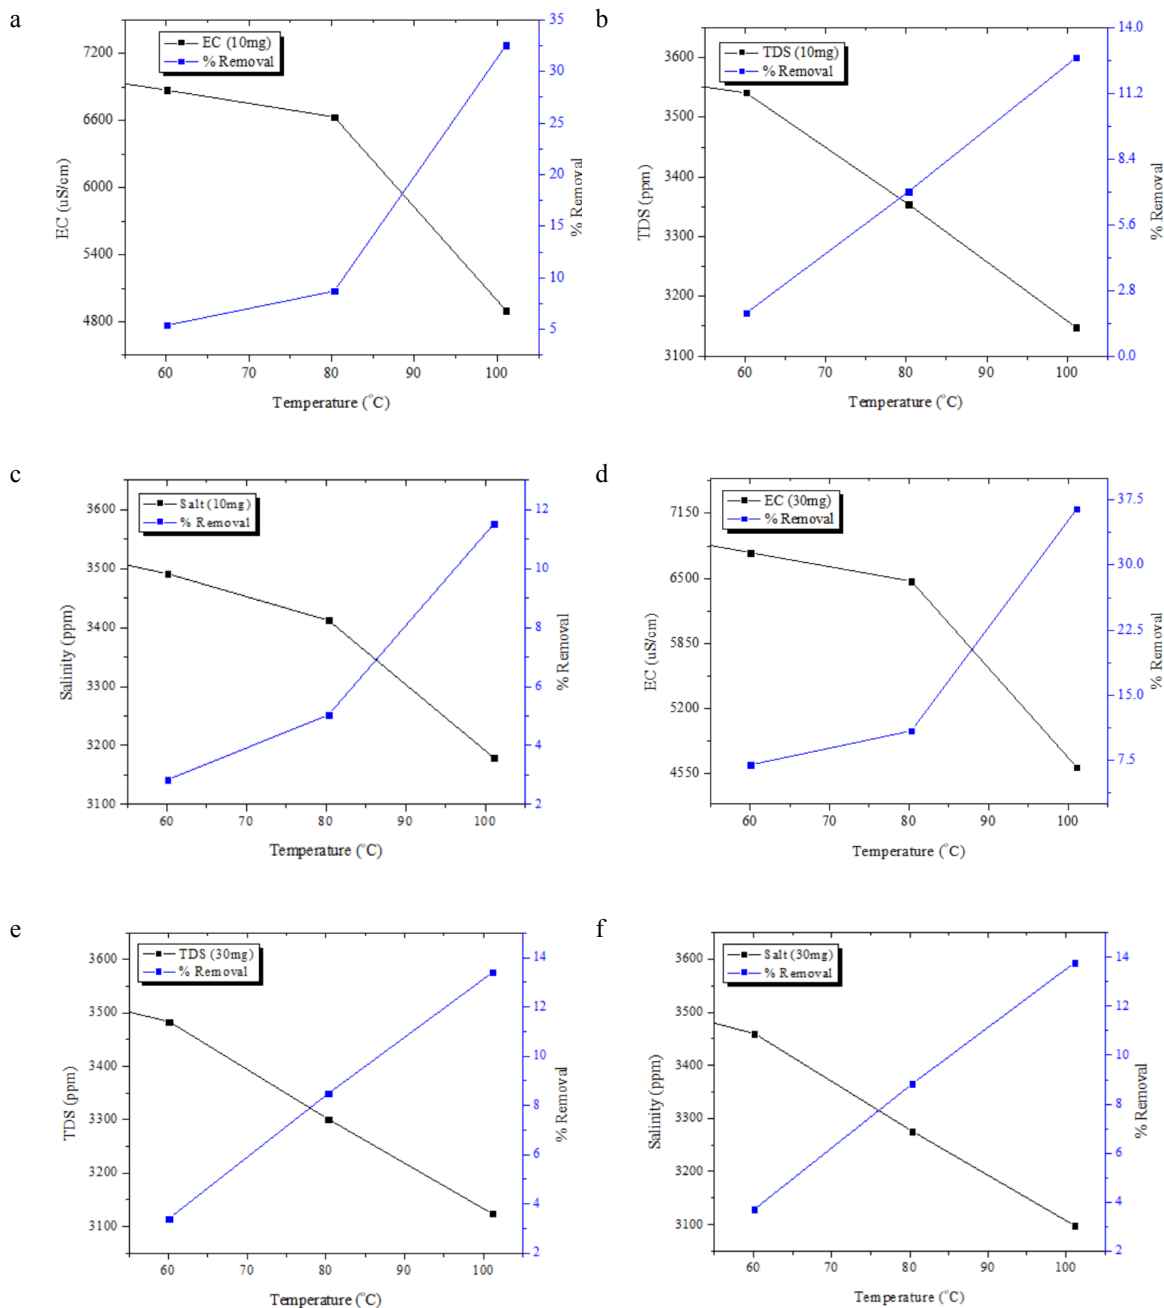 a
EC (10mg)
% Removal
7200
6600
6000
5400
4800
EC (uS/cm)
35
30
25
20
15
10
5
% Removal
60 70 80 90 100
Temperature (°C)
b
TDS (10mg)
% Removal
3600
3500
3400
3300
3200
3100
TDS (ppm)
14.0
11.2
8.4
5.6
2.8
0.0
% Removal
60 70 80 90 100
Temperature (°C)
c
Salt (10mg)
% Removal
3600
3500
3400
3300
3200
3100
Salinity (ppm)
12
10
8
6
4
2
% Removal
60 70 80 90 100
Temperature (°C)
d
EC (30mg)
% Removal
7150
6500
5850
5200
4550
EC (uS/cm)
37.5
30.0
22.5
15.0
7.5
% Removal
60 70 80 90 100
Temperature (°C)
e
TDS (30mg)
% Removal
3600
3500
3400
3300
3200
3100
TDS (ppm)
14
12
10
8
6
4
2
% Removal
60 70 80 90 100
Temperature (°C)
f
Salt (30mg)
% Removal
3600
3500
3400
3300
3200
3100
Salinity (ppm)
14
12
10
8
6
4
2
% Removal
60 70 80 90 100
Temperature (°C)